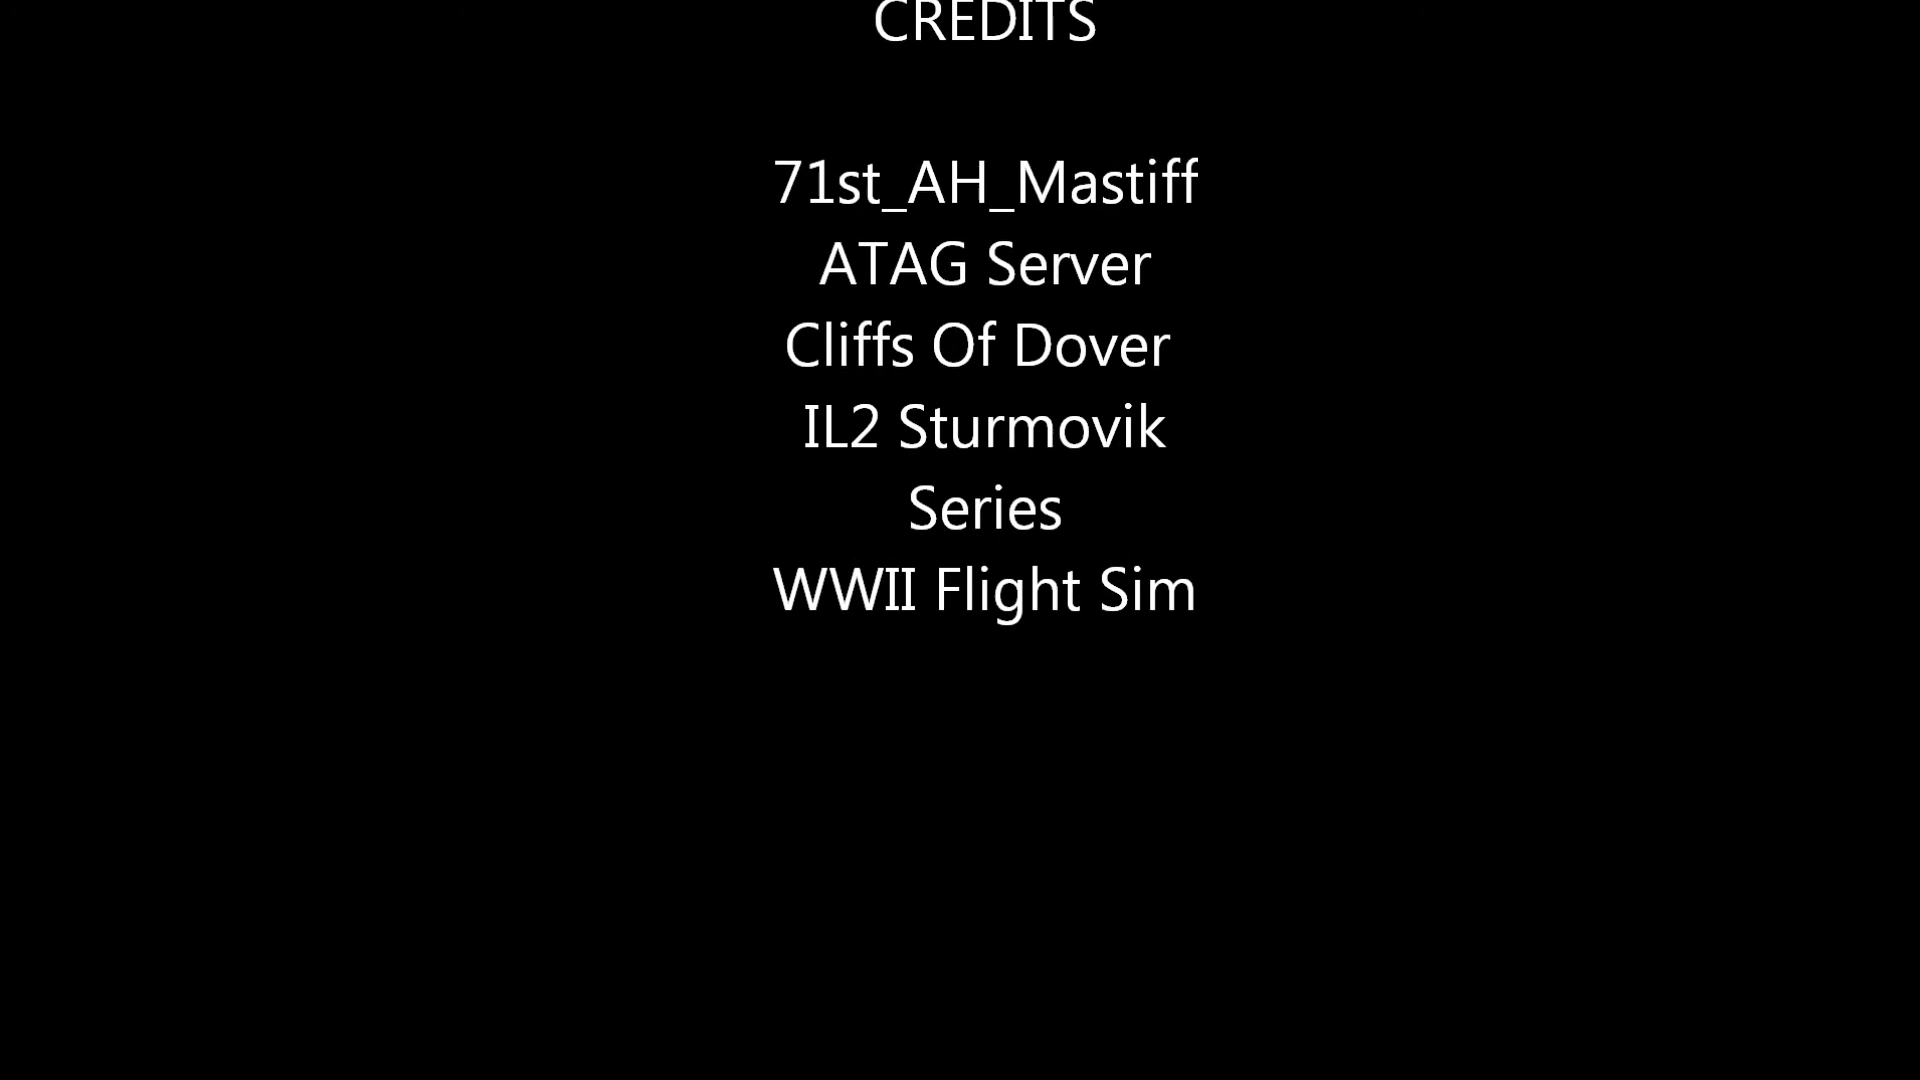 CREDITS
71st_AH_Mastiff
ATAG Server
Cliffs Of Dover
IL2 Sturmovik
Series
WWII Flight Sim